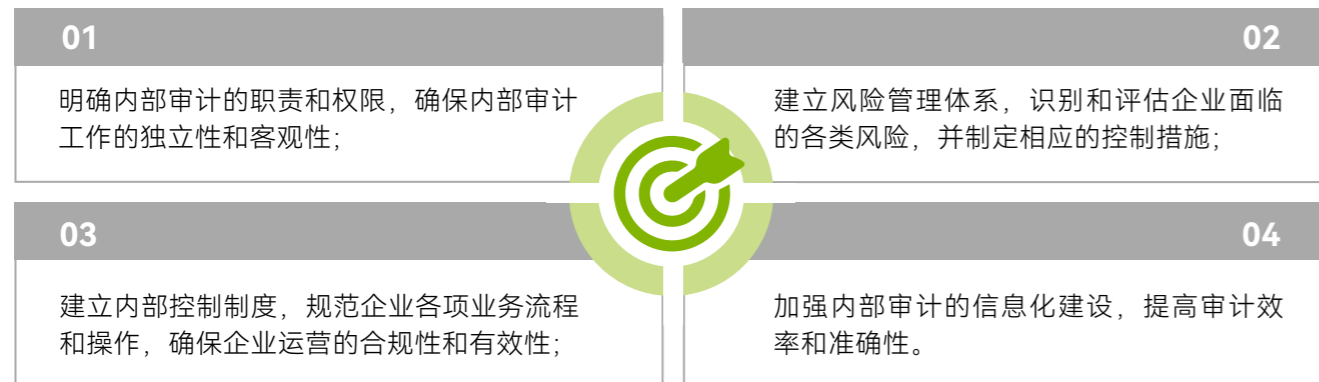 01
明确内部审计的职责和权限，确保内部审计
工作的独立性和客观性；
02
建立风险管理体系，识别和评估企业面临
的各类风险，并制定相应的控制措施；
03
建立内部控制制度，规范企业各项业务流程
和操作，确保企业运营的合规性和有效性；
04
加强内部审计的信息化建设，提高审计效
率和准确性。